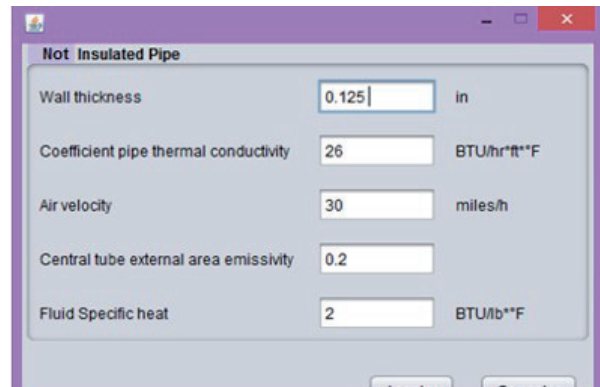 Not Insulated Pipe
Wall thickness 0.125 in
Coefficient pipe thermal conductivity 26 BTU/hr*ft*°F
Air velocity 30 miles/h
Central tube external area emissivity 0.2
Fluid Specific heat 2 BTU/lb*°F